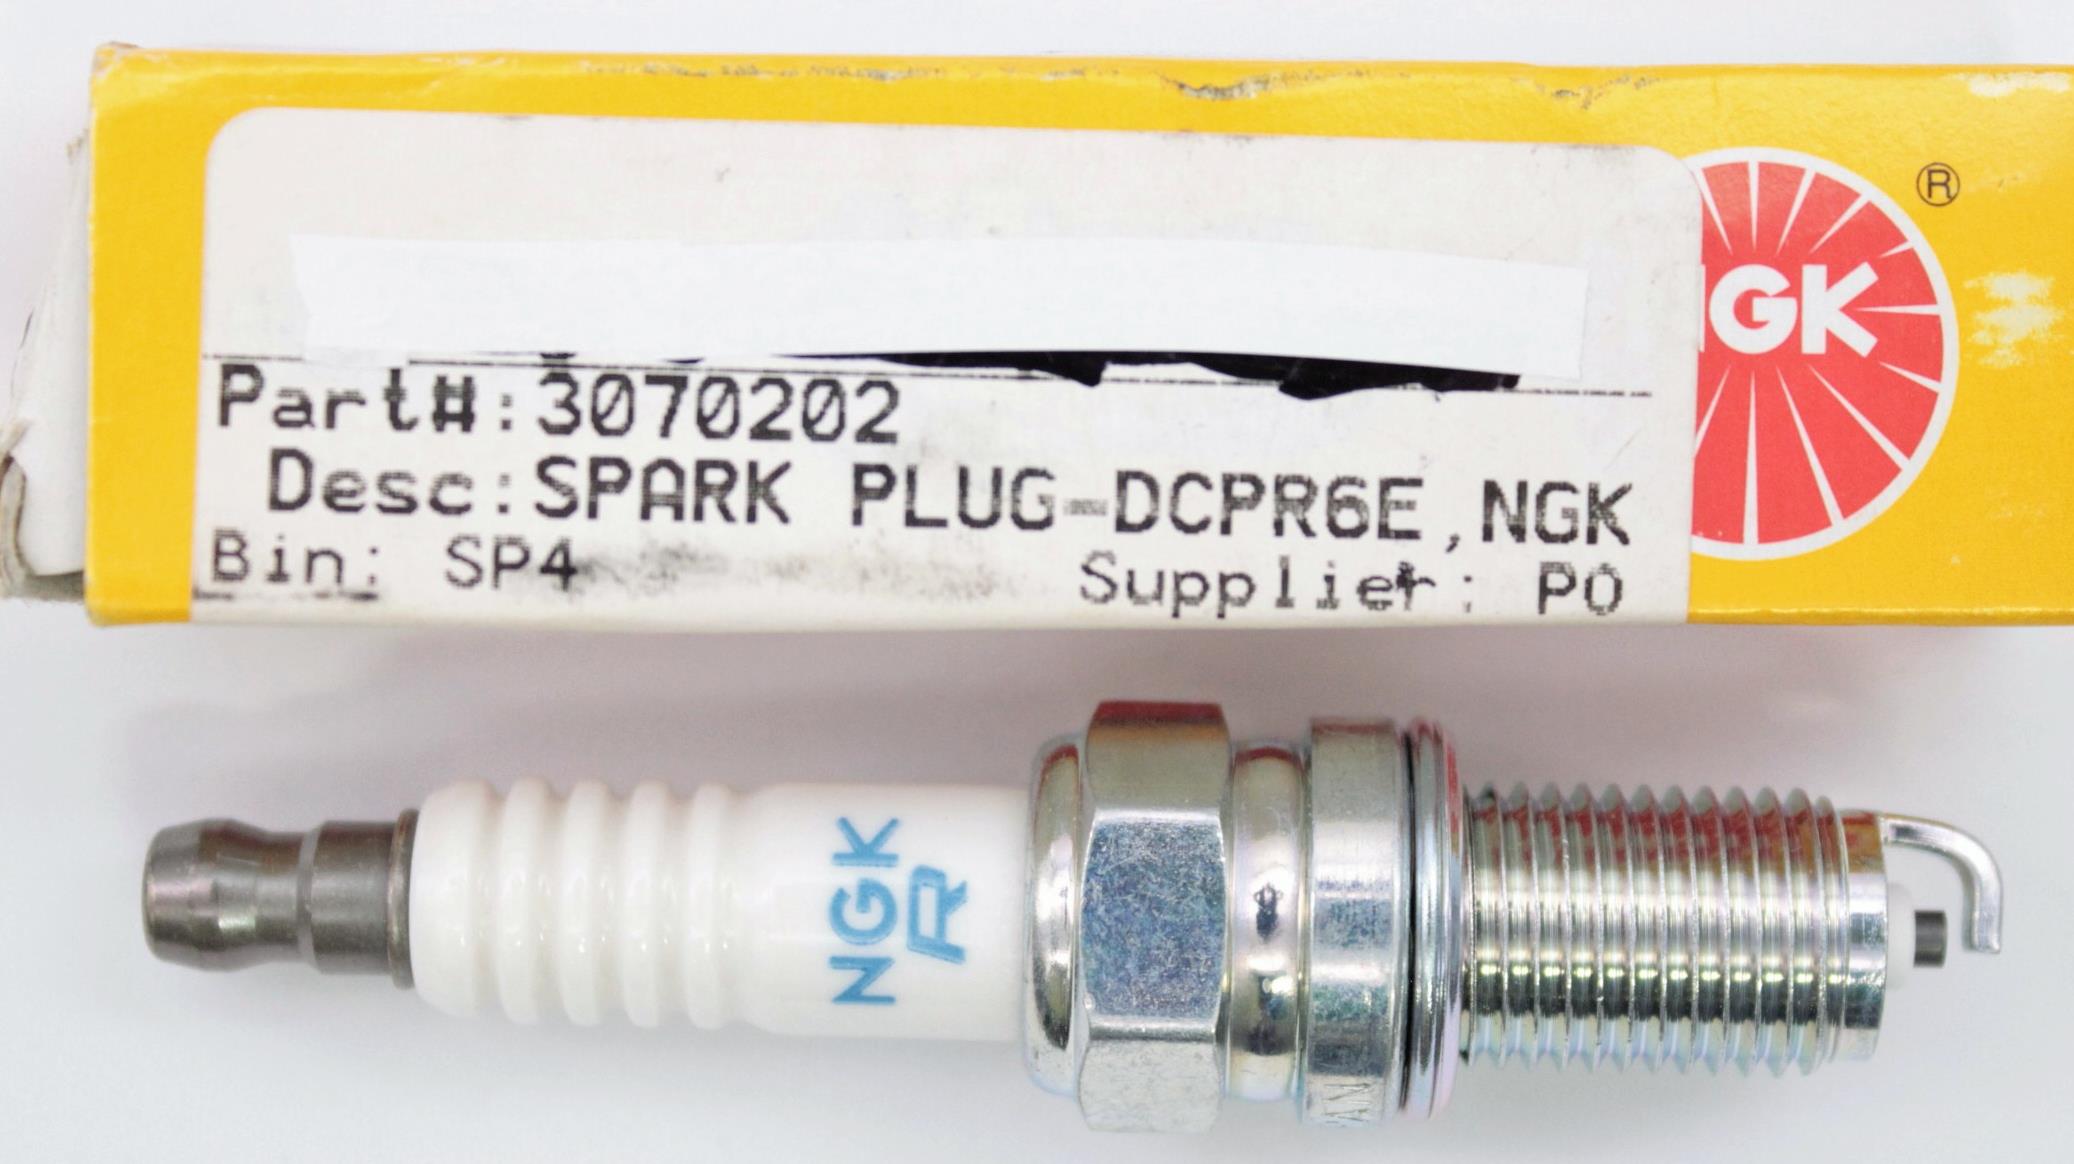 ®
NGK
Part#:3070202
Desc:SPARK PLUG-DCPR6E,NGK
Bin: SP4 Supplier: PO
NGK
R